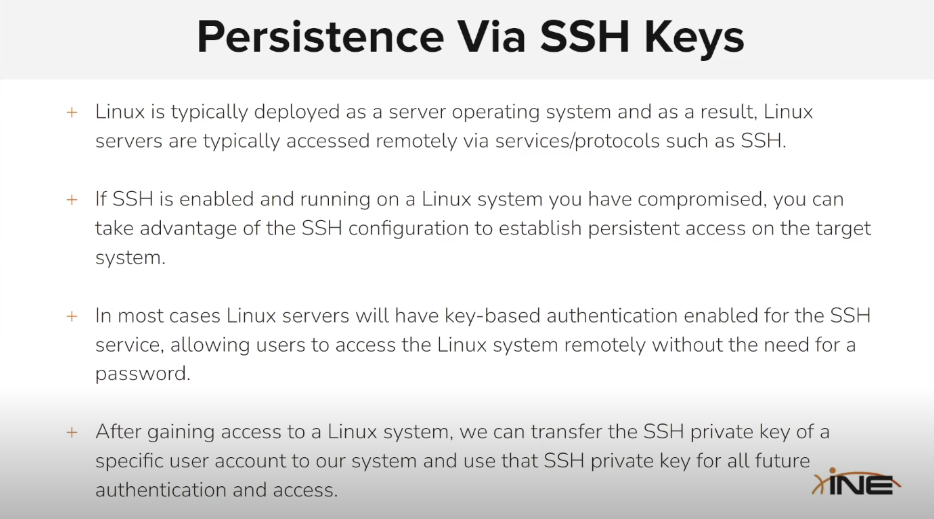 Persistence Via SSH Keys
+ Linux is typically deployed as a server operating system and as a result, Linux
servers are typically accessed remotely via services/protocols such as SSH.
+ If SSH is enabled and running on a Linux system you have compromised, you can
take advantage of the SSH configuration to establish persistent access on the target
system.
+ In most cases Linux servers will have key-based authentication enabled for the SSH
service, allowing users to access the Linux system remotely without the need for a
password.
+ After gaining access to a Linux system, we can transfer the SSH private key of a
specific user account to our system and use that SSH private key for all future
authentication and access.
INE